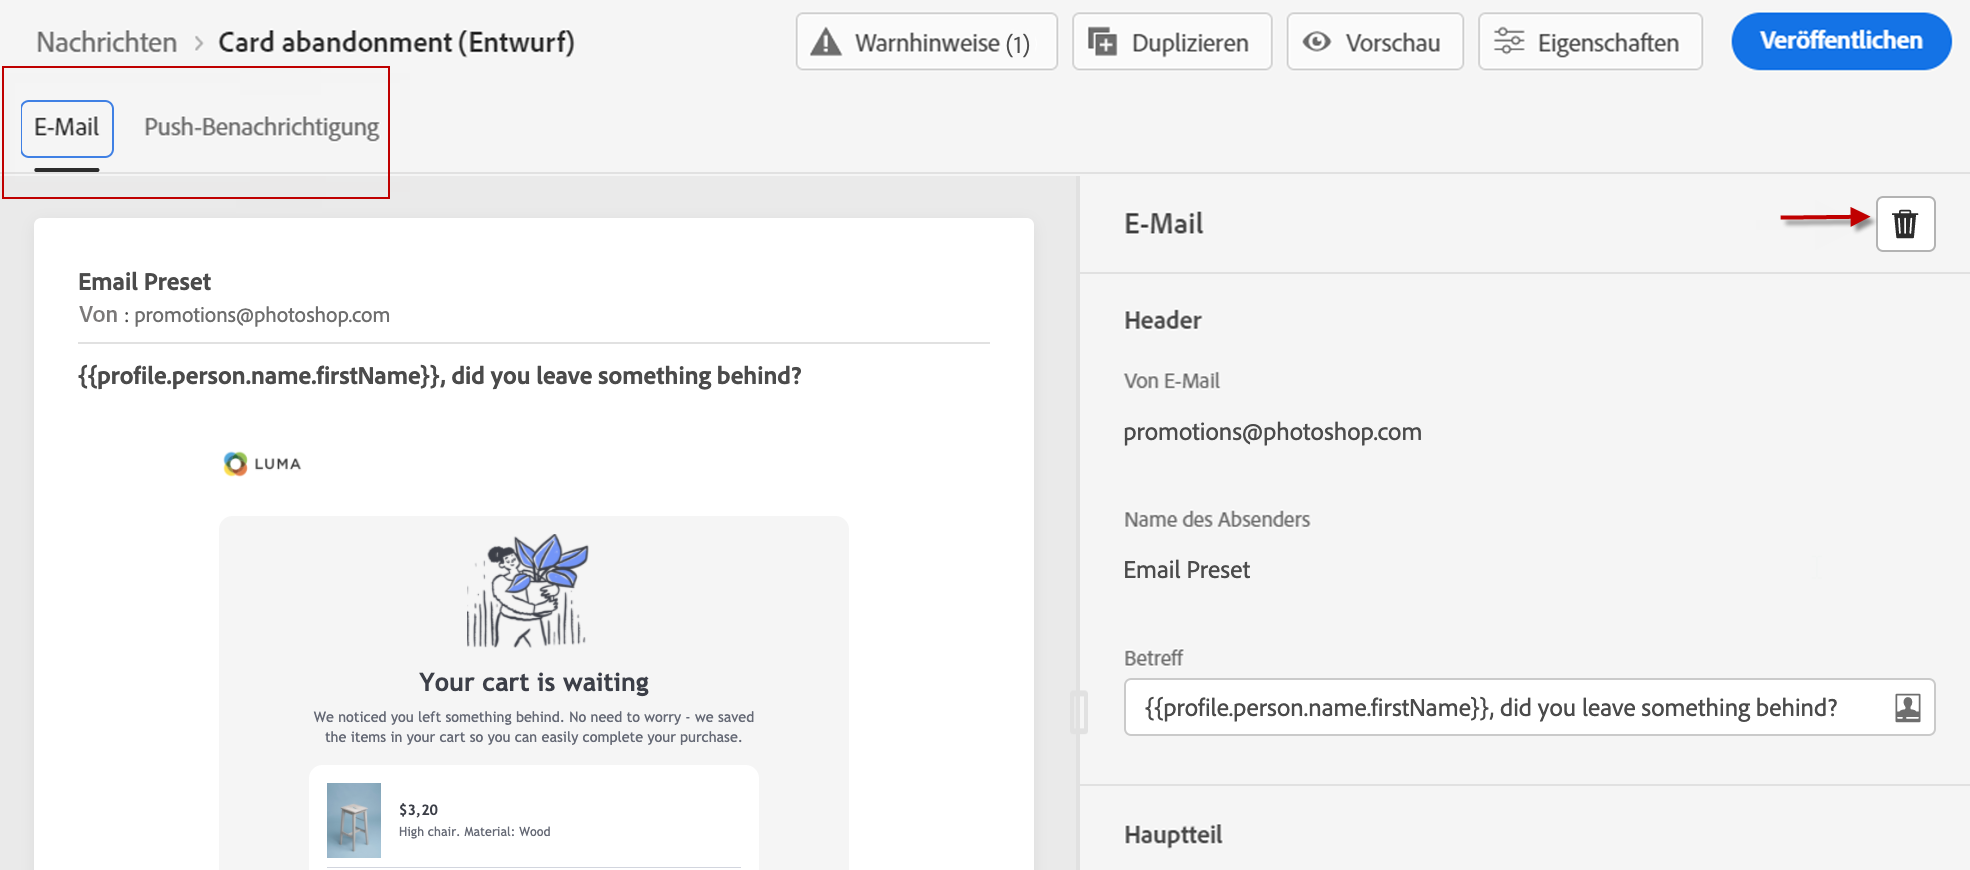 Nachrichten > Card abandonment (Entwurf)
Warnhinweise (1)
Duplizieren
Vorschau
Eigenschaften
Veröffentlichen
E-Mail
Push-Benachrichtigung
Email Preset
Von : promotions@photoshop.com
{{profile.person.name.firstName}}, did you leave something behind?
LUMA
Your cart is waiting
We noticed you left something behind. No need to worry - we saved
the items in your cart so you can easily complete your purchase.
$3,20
High chair. Material: Wood
E-Mail
Header
Von E-Mail
promotions@photoshop.com
Name des Absenders
Email Preset
Betreff
{{profile.person.name.firstName}}, did you leave something behind?
Hauptteil